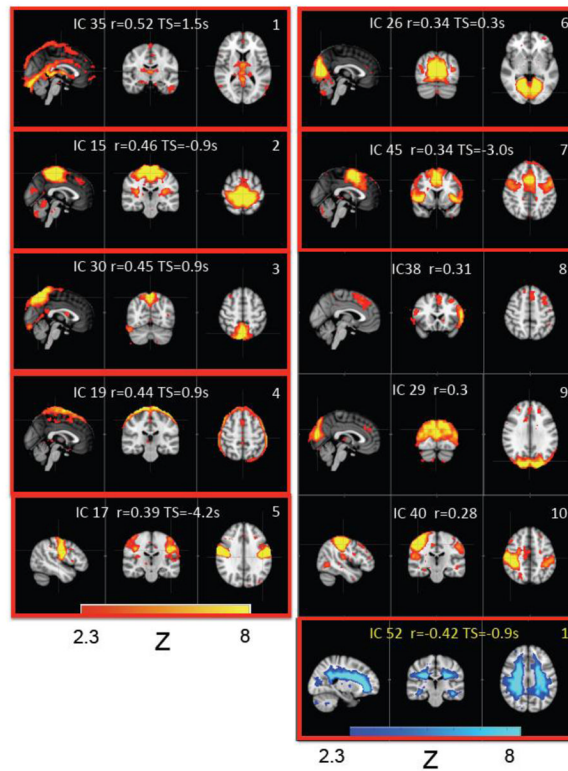 IC 35 r=0.52 TS=1.5s 1
IC 15 r=0.46 TS=-0.9s 2
IC 30 r=0.45 TS=0.9s 3
IC 19 r=0.44 TS=0.9s 4
IC 17 r=0.39 TS=-4.2s 5
2.3 Z 8
IC 26 r=0.34 TS=0.3s 6
IC 45 r=0.34 TS=-3.0s 7
IC38 r=0.31 8
IC 29 r=0.3 9
IC 40 r=0.28 10
IC 52 r=-0.42 TS=-0.9s 1
2.3 Z 8